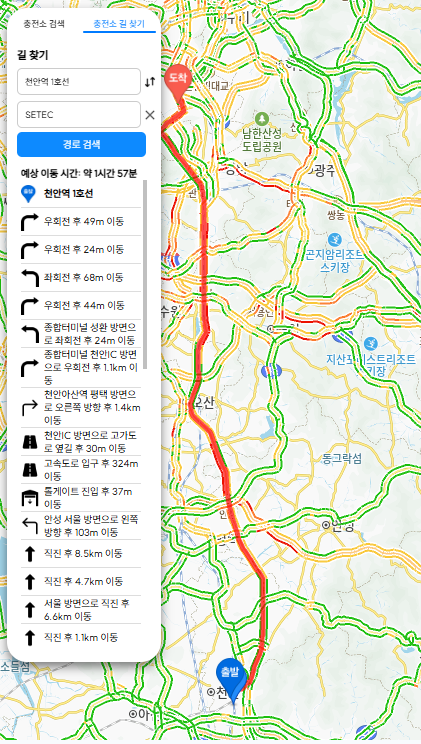 충전소 검색
충전소 길 찾기
길 찾기
천안역 1호선
SETEC
경로 검색
예상 이동 시간: 약 1시간 57분
출발
천안역 1호선
우회전 후 49m 이동
우회전 후 24m 이동
좌회전 후 68m 이동
우회전 후 44m 이동
종합터미널 성환 방면으
로 좌회전 후 24m 이동
종합터미널 천안IC 방면
으로 우회전 후 1.1km 이
동
천안아산역 평택 방면으
로 오른쪽 방향 후 1.4km
이동
천안IC 방면으로 고가도
로 옆길 후 30m 이동
고속도로 입구 후 324m
이동
톨게이트 진입 후 37m
이동
안성 서울 방면으로 왼쪽
방향 후 103m 이동
직진 후 8.5km 이동
직진 후 4.7km 이동
서울 방면으로 직진 후
6.6km 이동
직진 후 1.1km 이동
도착
남한산성
도립공원
광주
쌍농
곤지암리조트
스키장
지산포레스트리조트
스키장
오산
동그락섬
안성
출발